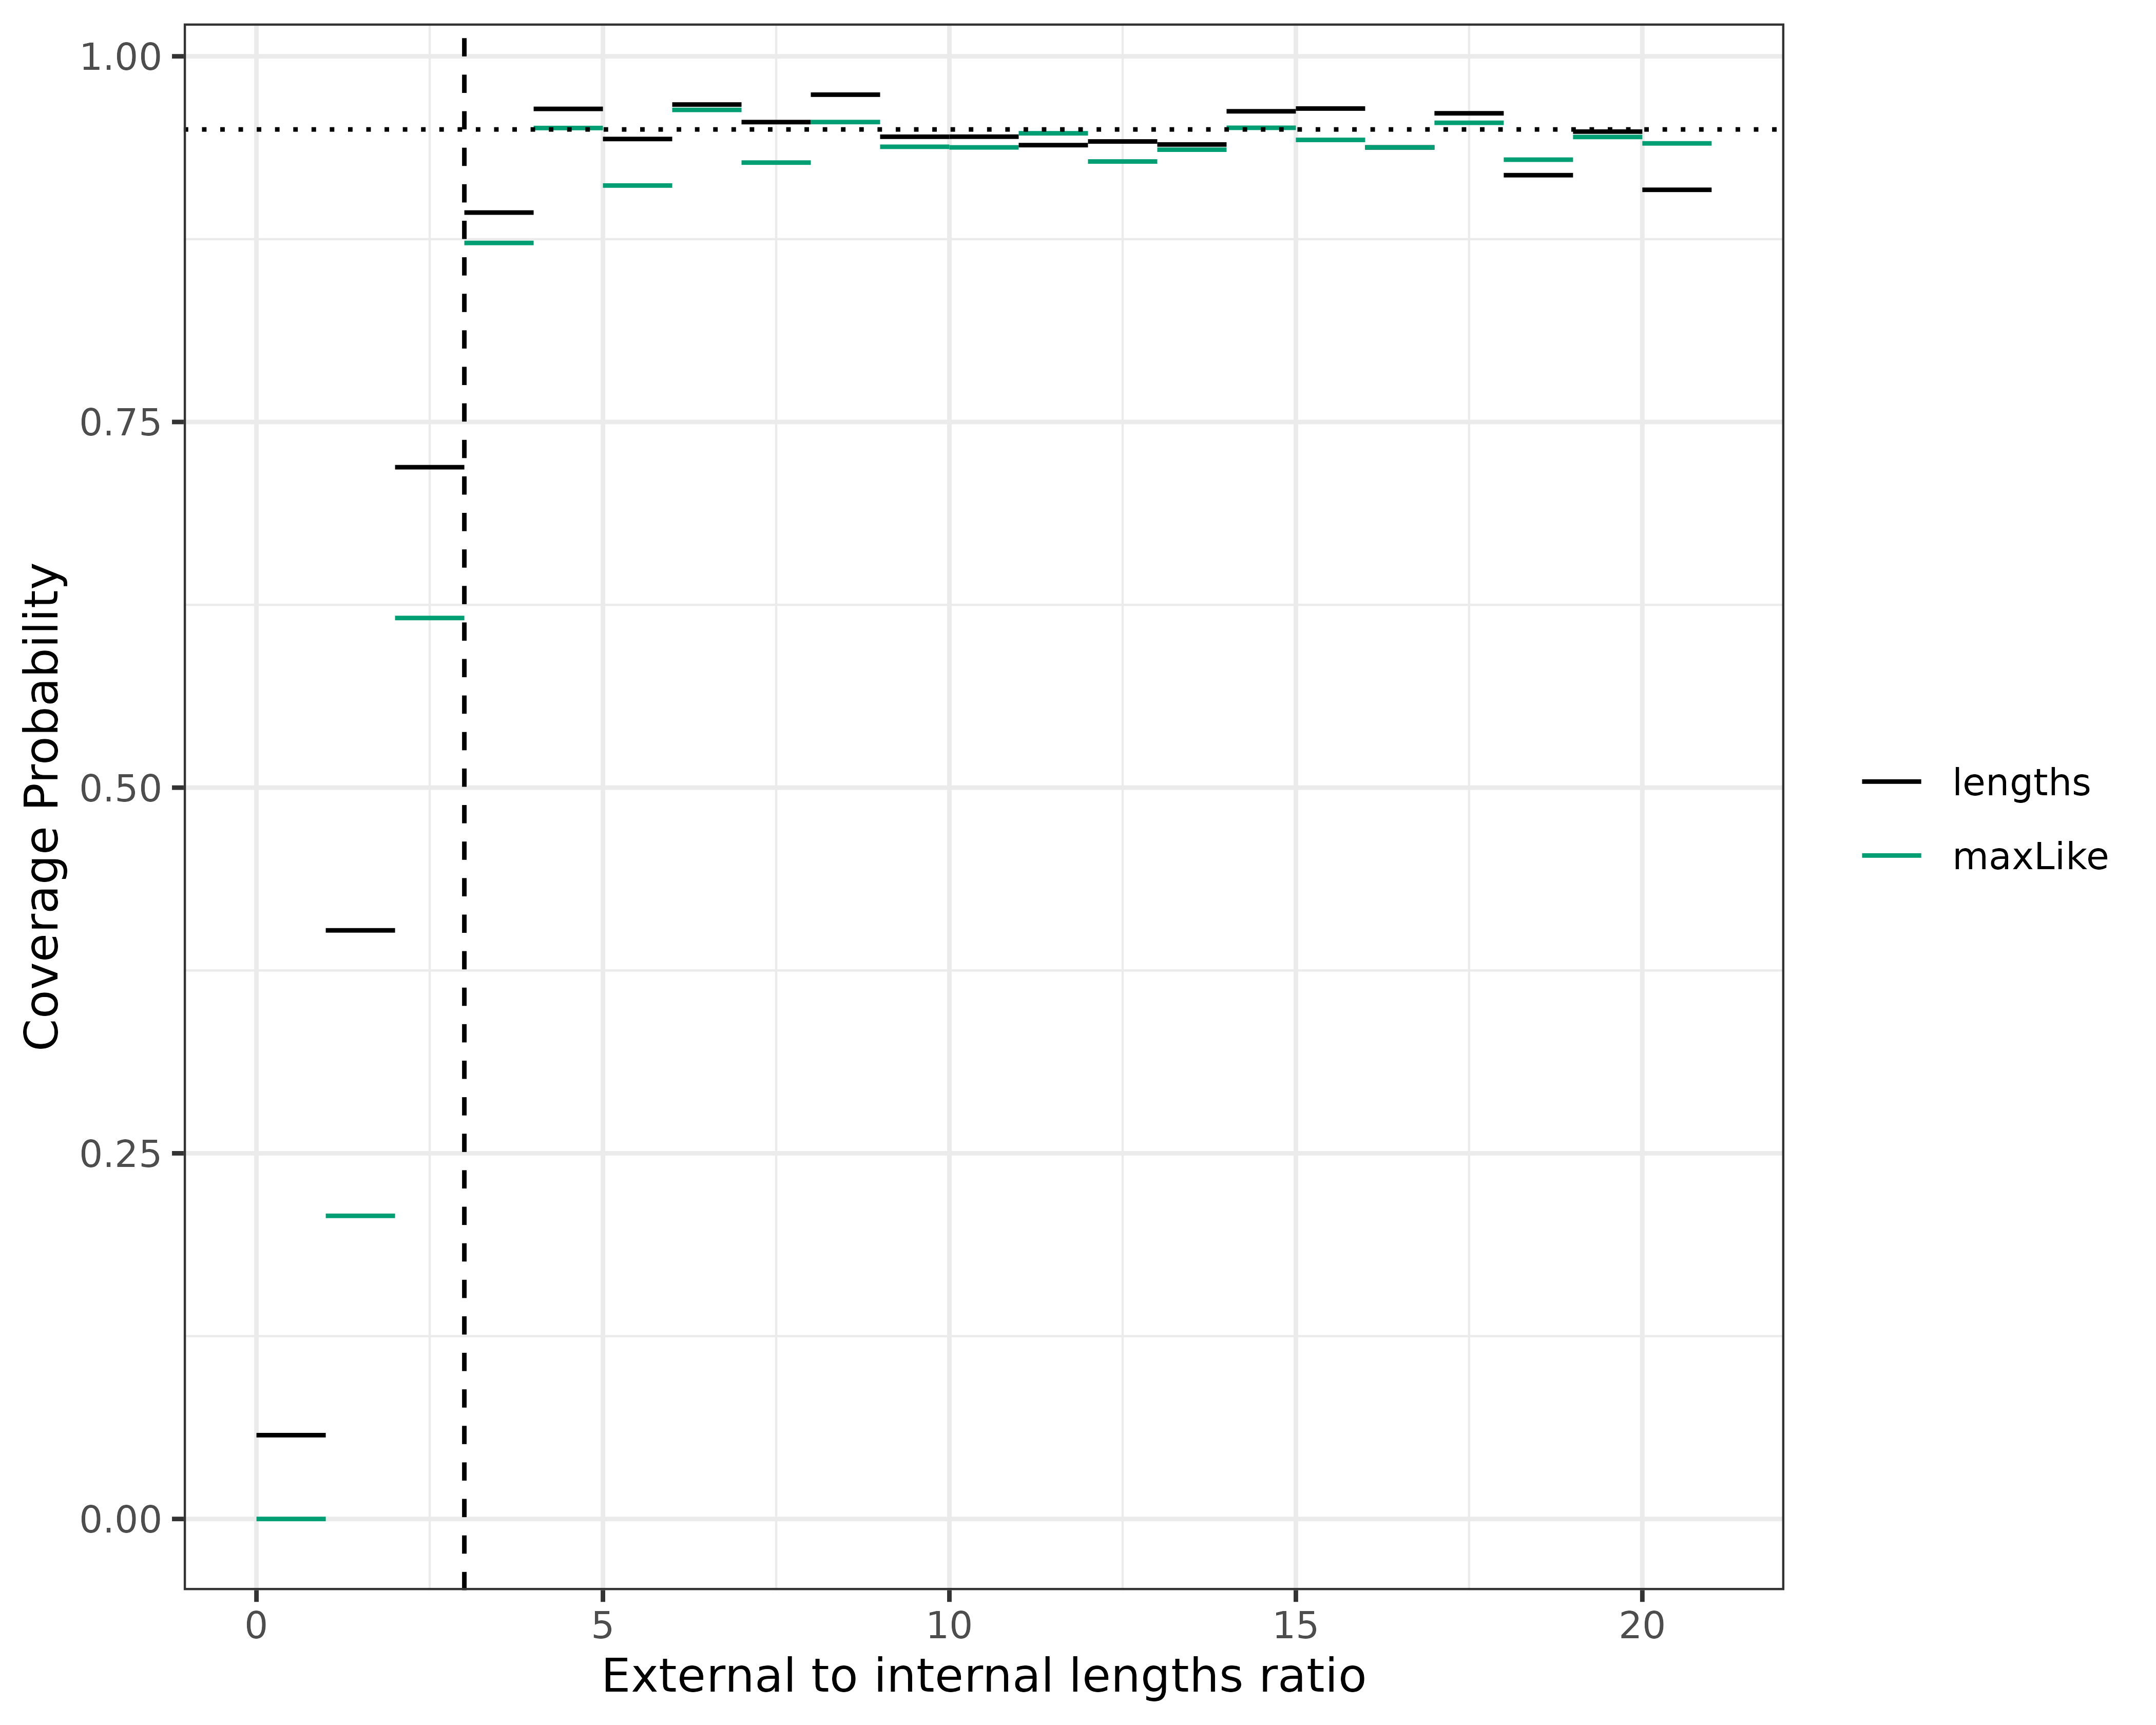 1.00
0.75
0.50
0.25
0.00
Coverage Probability
0
5
10
15
20
External to internal lengths ratio
lengths
maxLike